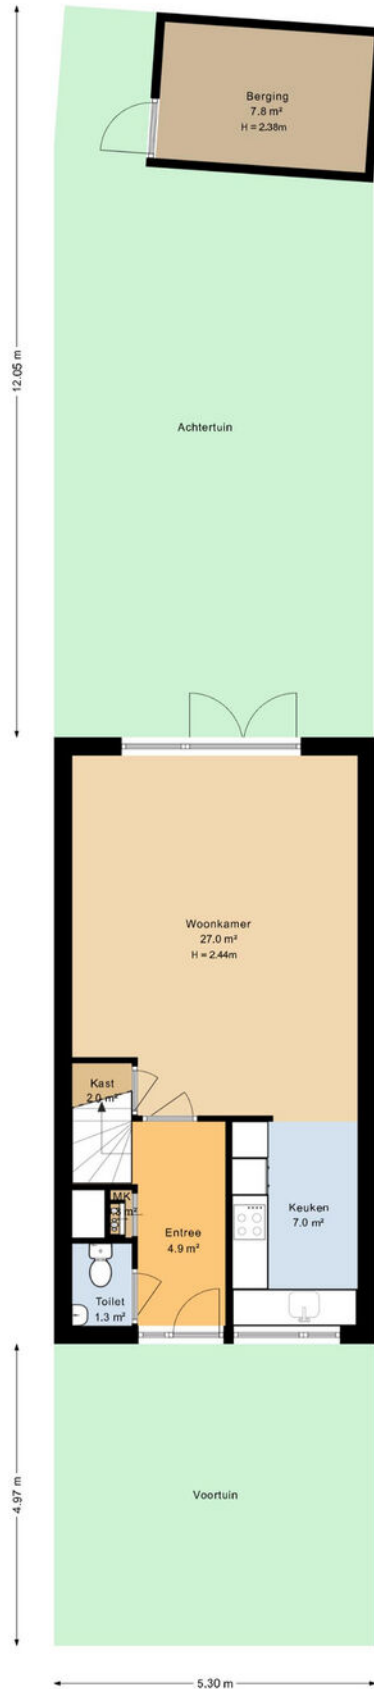 Berging
7.8 m²
H = 2.38m
12.05 m
Achtertuin
Woonkamer
27.0 m²
H = 2.44m
Kast
2.0 m²
MK
Keuken
7.0 m²
Entree
4.9 m²
Toilet
1.3 m²
4.97 m
Voortuin
5.30 m